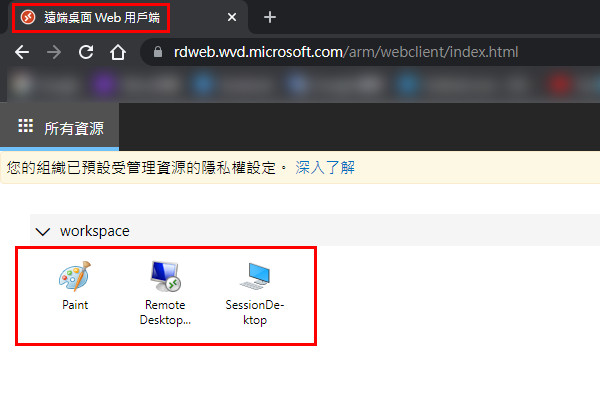 遠端桌面 Web 用戶端
rdweb.wvd.microsoft.com/arm/webclient/index.html
所有資源
您的組織已預設受管理資源的隱私權設定。 深入了解
workspace
Paint
Remote
Desktop...
SessionDe-
ktop